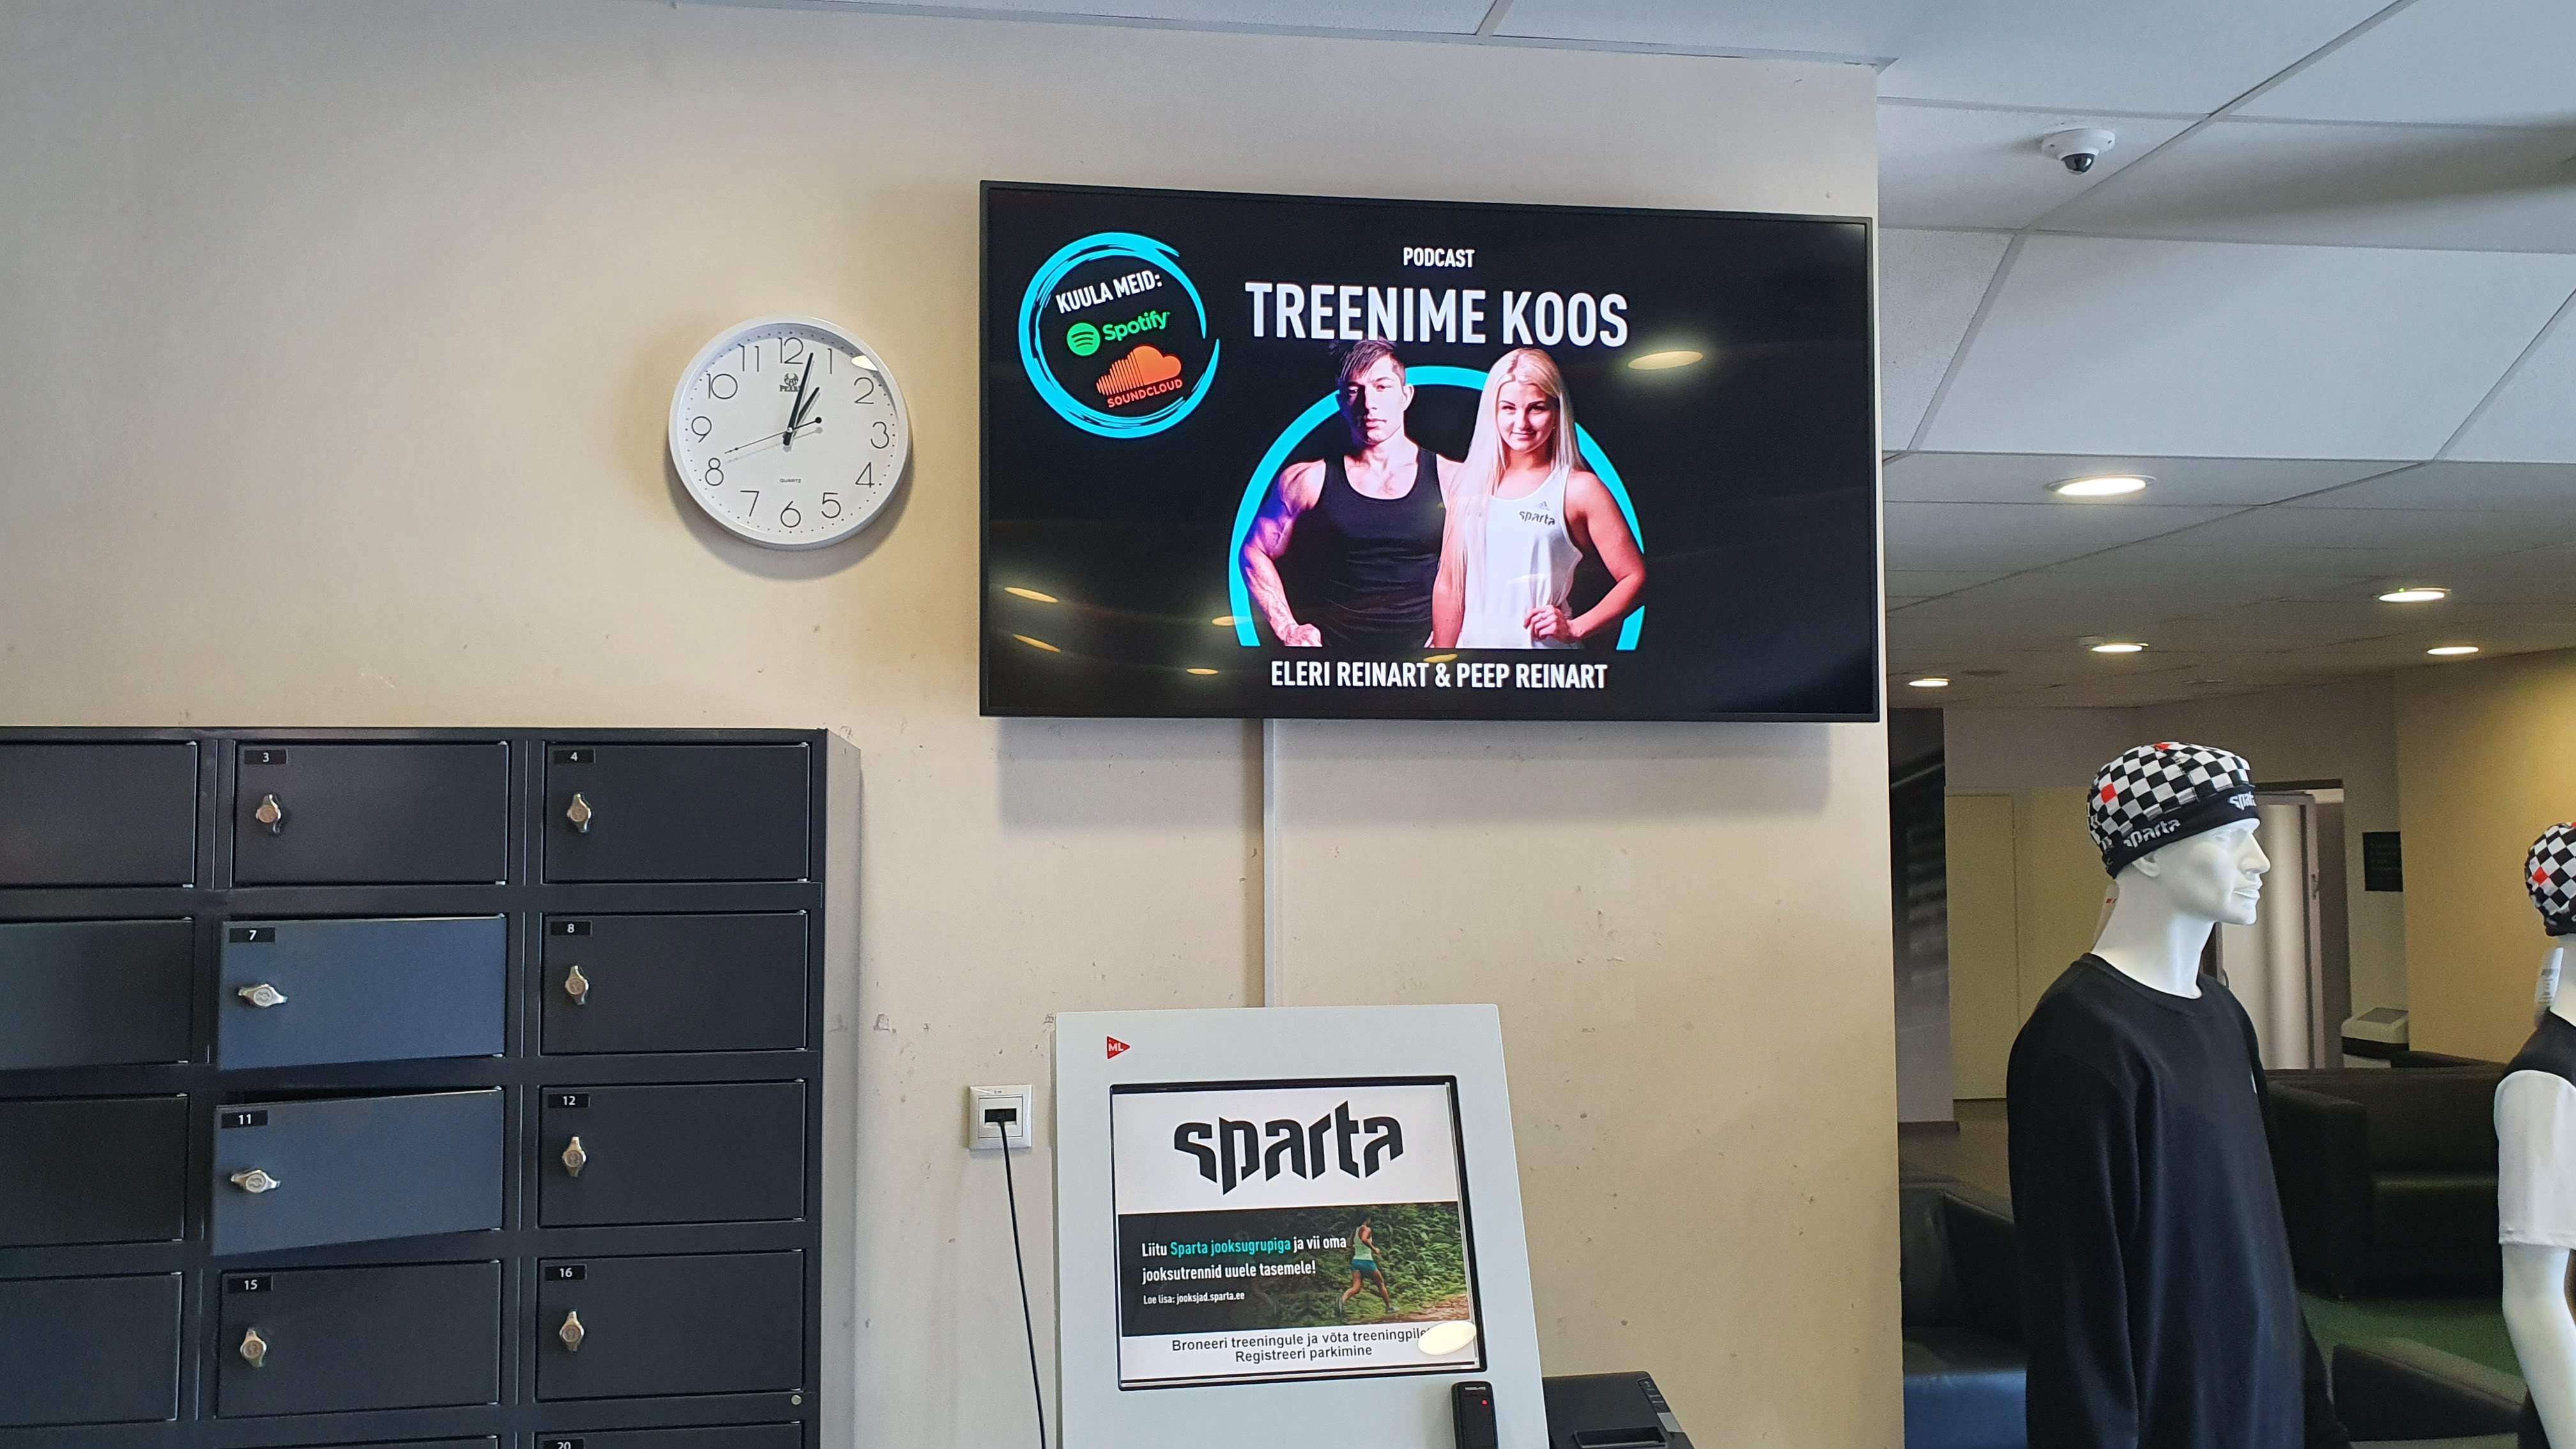 11 12 1
10 2
9 3
8 4
7 6 5
QUARTZ
PODCAST
TREENIME KOOS
KUULA MEID:
Spotify
SOUNDCLOUD
sparta
ELERI REINART & PEEP REINART
3
4
7
8
11
12
15
16
20
ML
sparta
Liitu Sparta jooksugrupiga ja vii oma
jooksutrennid uuele tasemele!
Loe lisa: jooksjad.sparta.ee
Broneeri treeningule ja võta
Registreeri parkimine
sparta